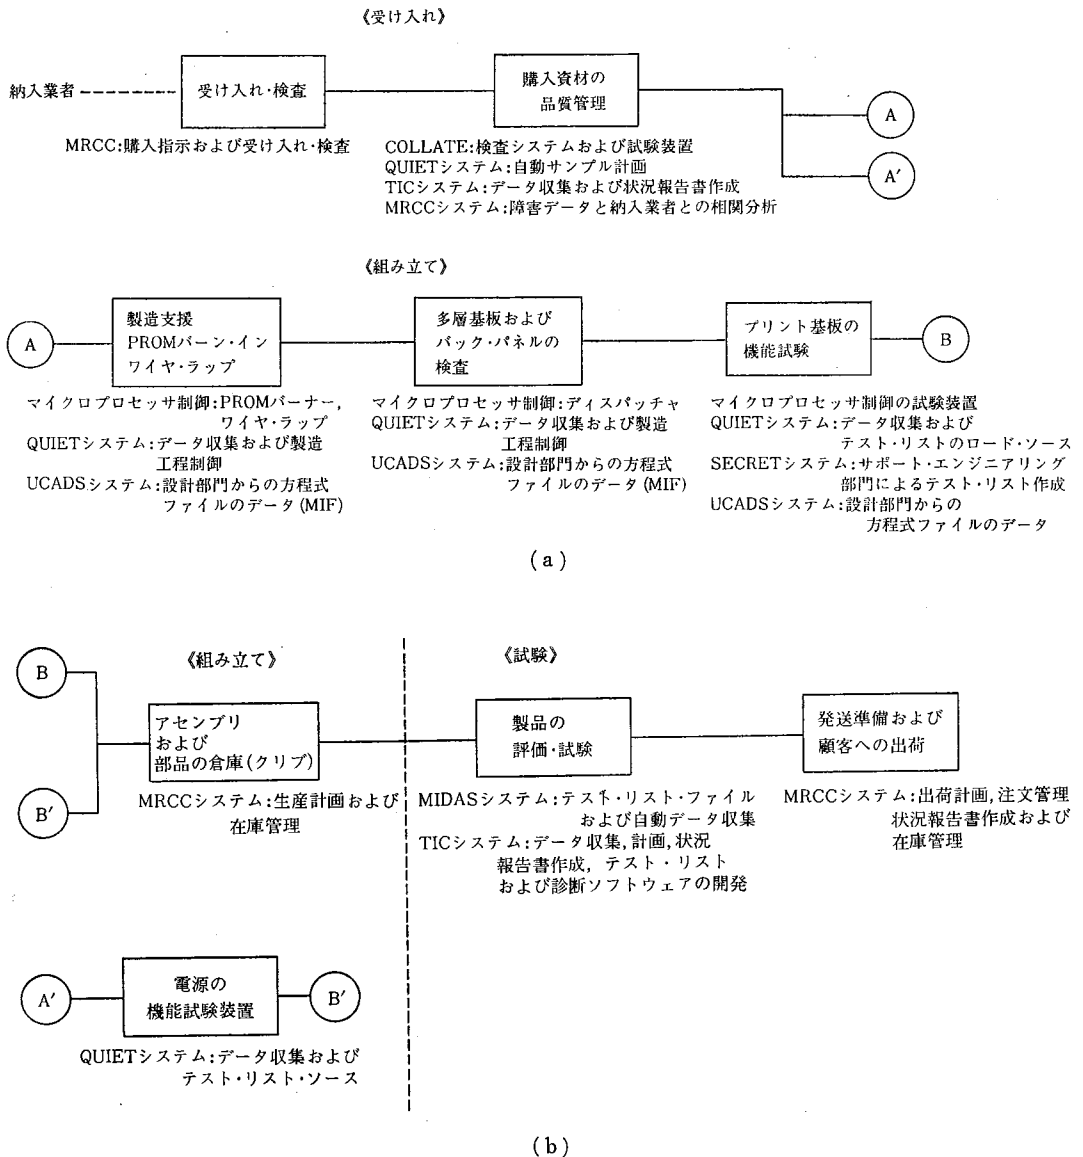 《受け入れ》
納入業者
受け入れ・検査
MRCC:購入指示および受け入れ・検査
購入資材の
品質管理
COLLATE:検査システムおよび試験装置
QUIETシステム:自動サンプル計画
TICシステム:データ収集および状況報告書作成
MRCCシステム:障害データと納入業者との相関分析
A
A′
《組み立て》
A
製造支援
PROMバーン・イン
ワイヤ・ラップ
マイクロプロセッサ制御:PROMバーナー,
ワイヤ・ラップ
QUIETシステム:データ収集および製造
工程制御
UCADSシステム:設計部門からの方程式
ファイルのデータ(MIF)
多層基板および
バック・パネルの
検査
マイクロプロセッサ制御:ディスパッチャ
QUIETシステム:データ収集および製造
工程制御
UCADSシステム:設計部門からの方程式
ファイルのデータ(MIF)
プリント基板の
機能試験
マイクロプロセッサ制御の試験装置
QUIETシステム:データ収集および
テスト・リストのロード・ソース
SECRETシステム:サポート・エンジニアリング
部門によるテスト・リスト作成
UCADSシステム:設計部門からの
方程式ファイルのデータ
B
(a)
B
B′
《組み立て》
アセンブリ
および
部品の倉庫(クリブ)
MRCCシステム:生産計画および
在庫管理
《試験》
製品の
評価・試験
MIDASシステム:テスト・リスト・ファイル
および自動データ収集
TICシステム:データ収集,計画,状況
報告書作成,テスト・リスト
および診断ソフトウェアの開発
発送準備および
顧客への出荷
MRCCシステム:出荷計画,注文管理
状況報告書作成および
在庫管理
A′
電源の
機能試験装置
B′
QUIETシステム:データ収集および
テスト・リスト・ソース
(b)